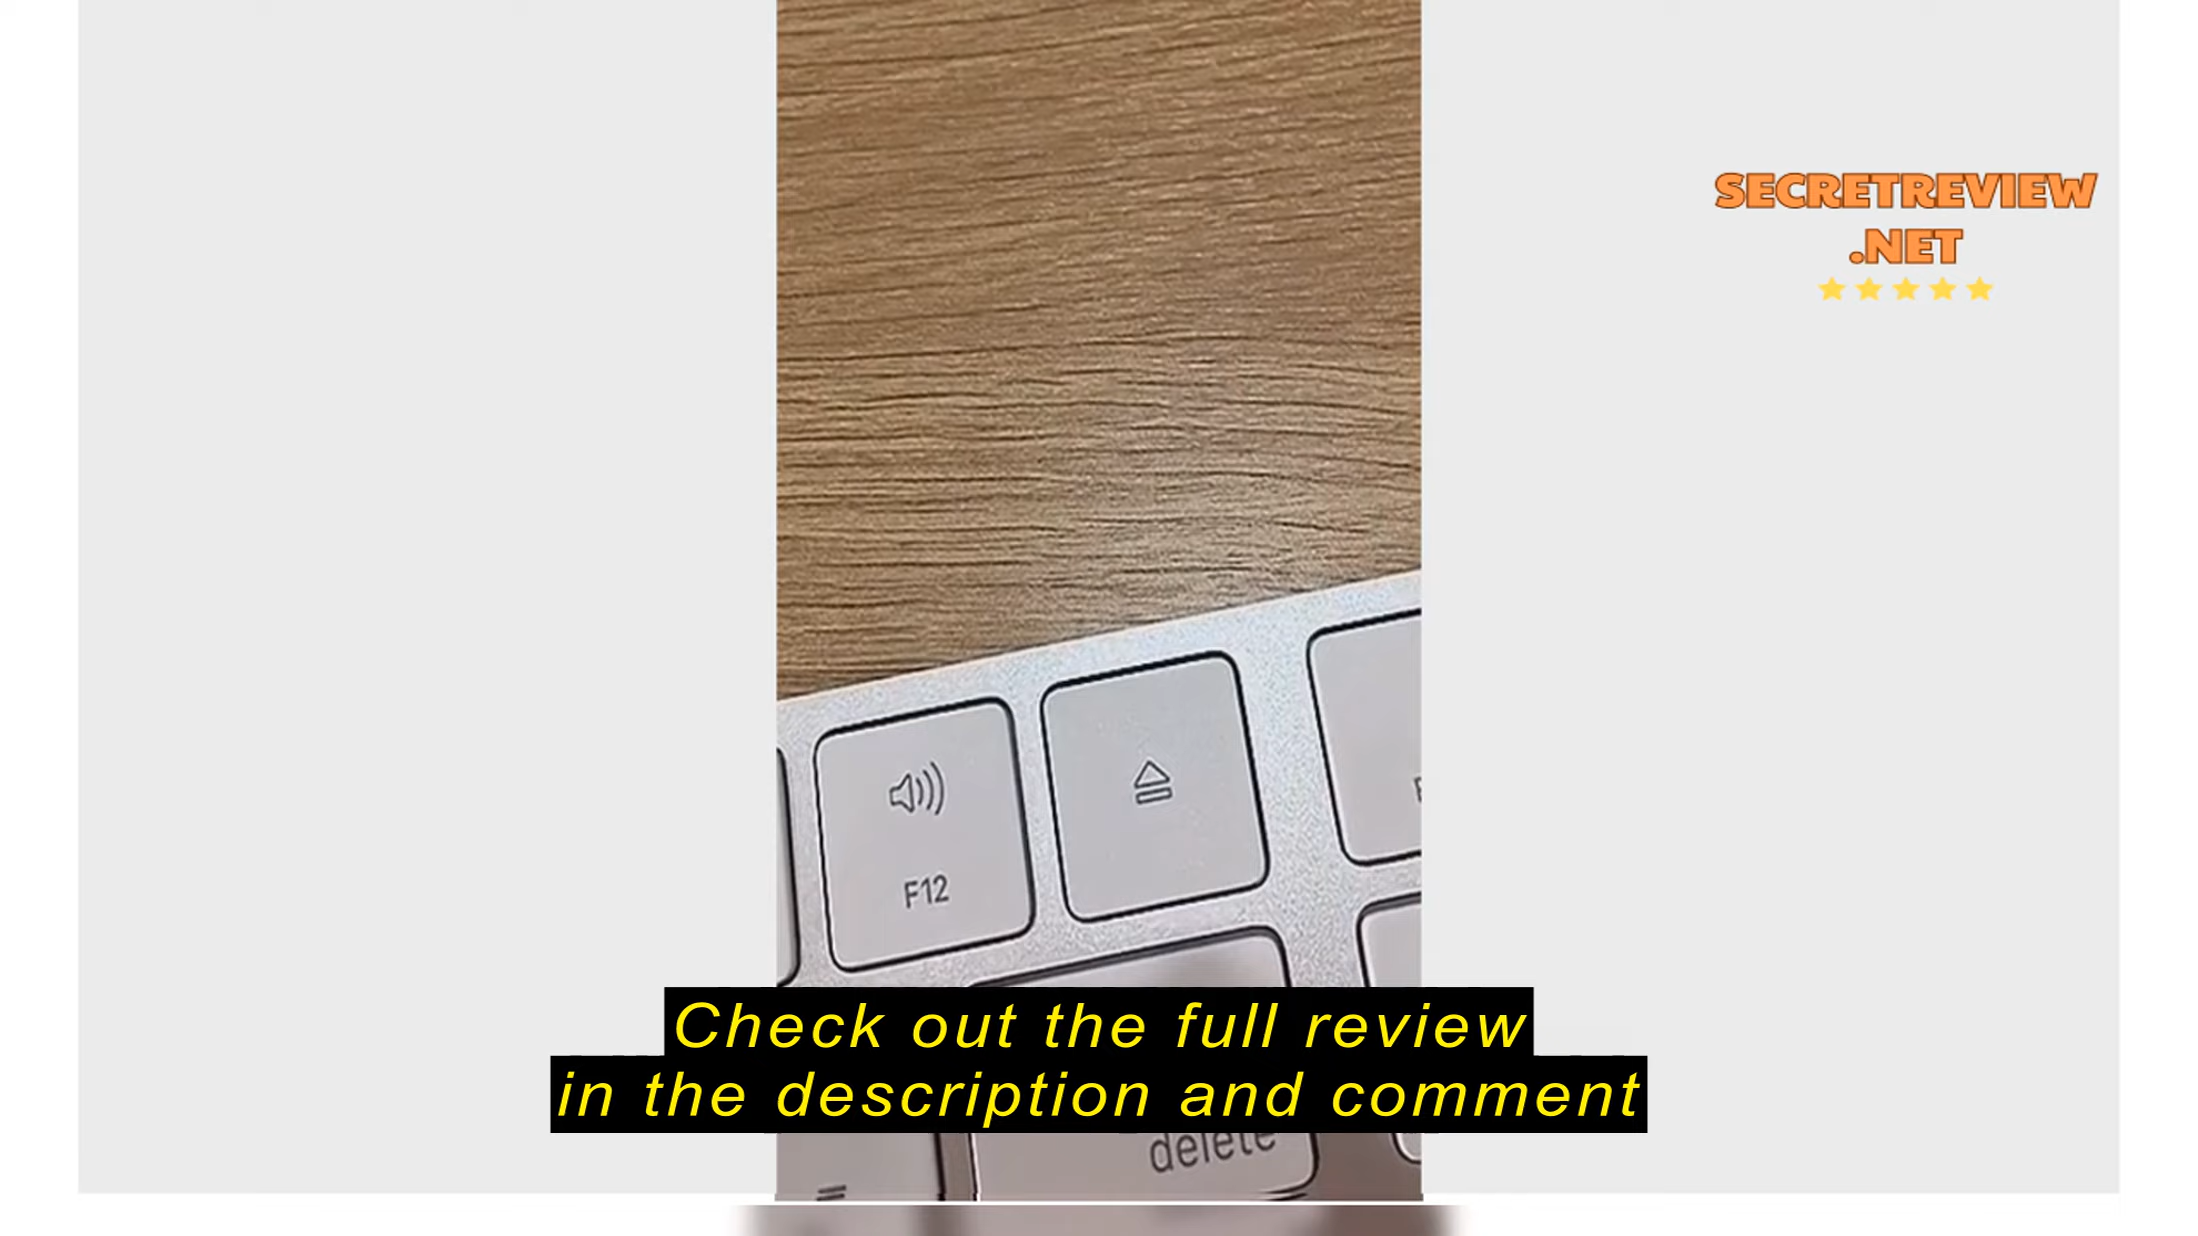 SECRETREVIEW
.NET
F12
Check out the full review
in the description and comment
delete
=